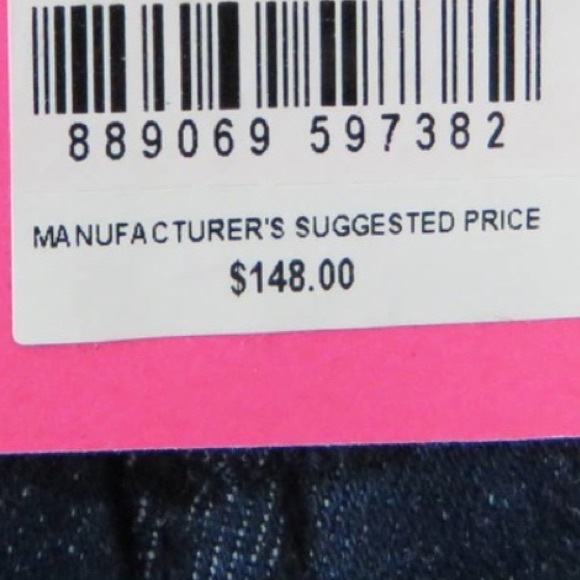 889069 597382
MANUFACTURER'S SUGGESTED PRICE
$148.00